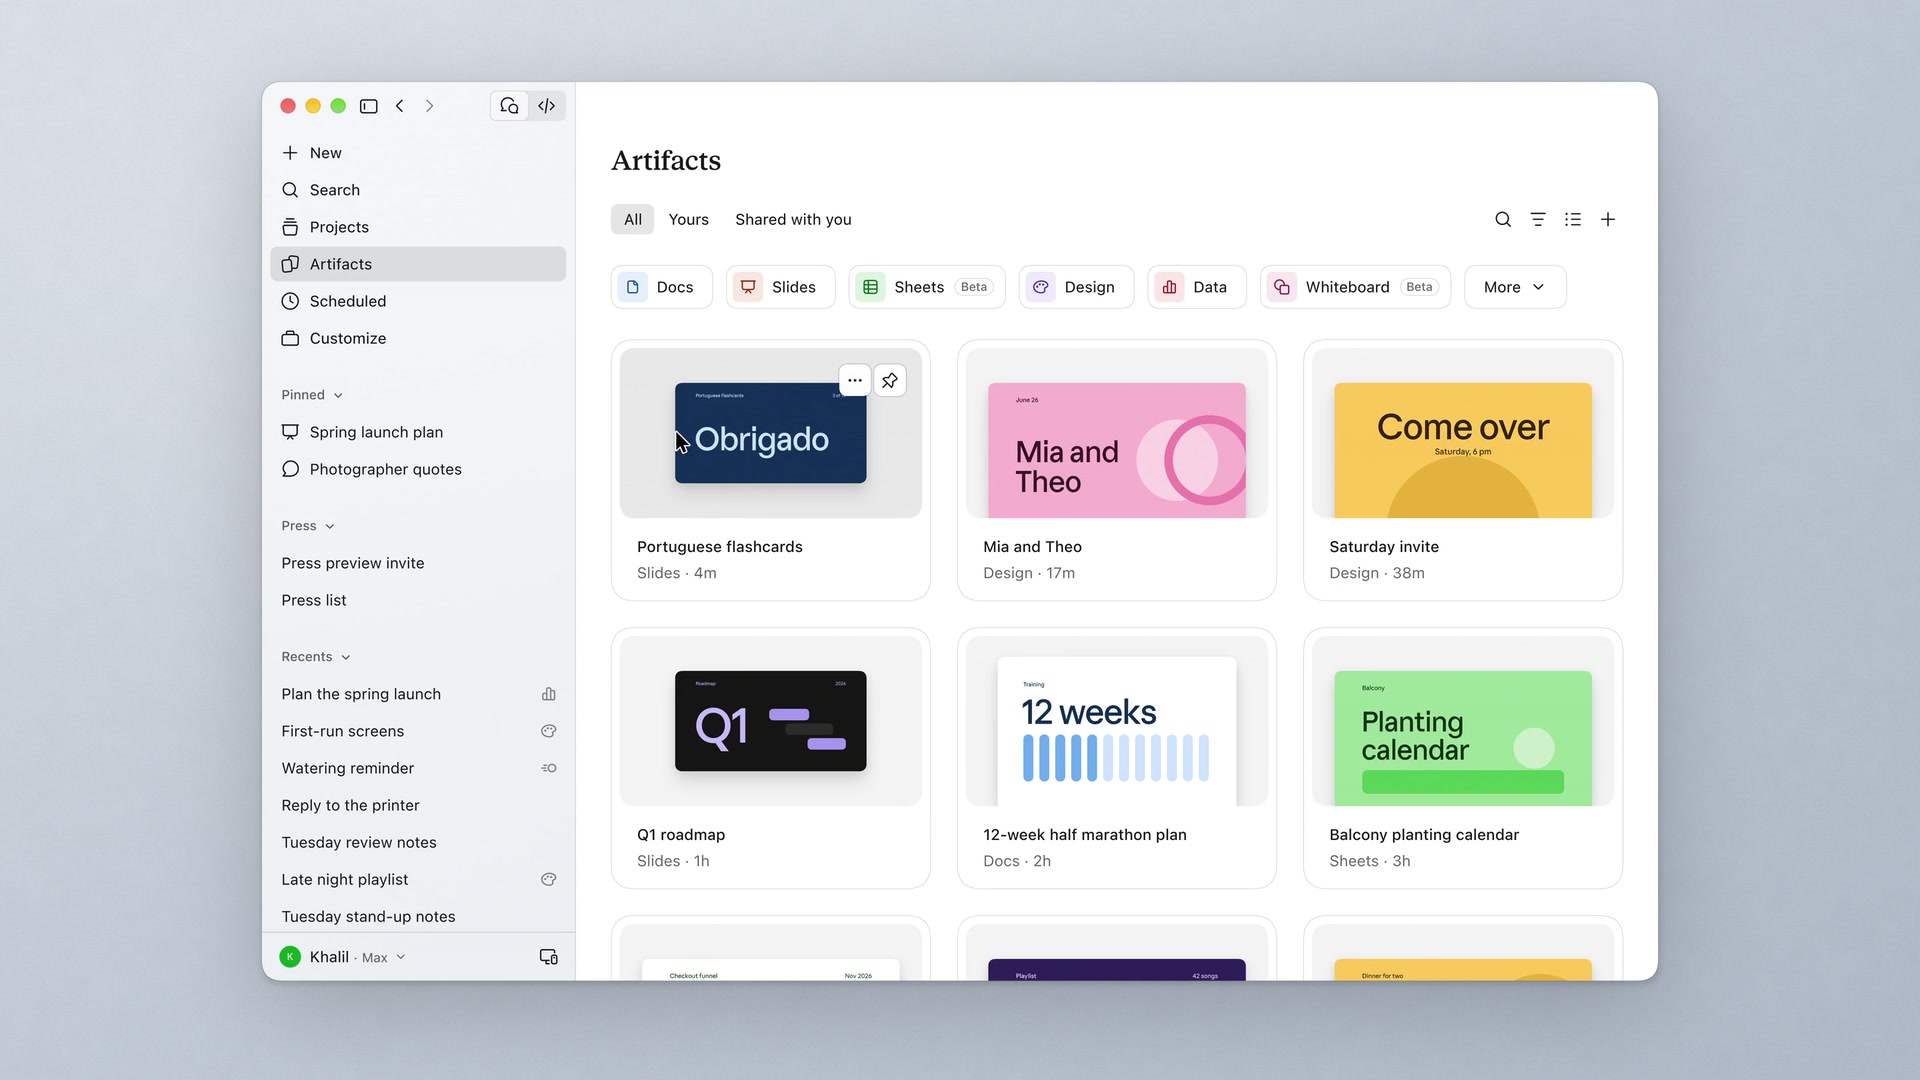 New
Search
Projects
Artifacts
Scheduled
Customize
Pinned
Spring launch plan
Photographer quotes
Press
Press preview invite
Press list
Recents
Plan the spring launch
First-run screens
Watering reminder
Reply to the printer
Tuesday review notes
Late night playlist
Tuesday stand-up notes
K Khalil · Max
Artifacts
All Yours Shared with you
Docs Slides Sheets Beta Design Data Whiteboard Beta More
Portuguese flashcards 3 of
Obrigado
Portuguese flashcards
Slides · 4m
June 26
Mia and
Theo
Mia and Theo
Design · 17m
Come over
Saturday, 6 pm
Saturday invite
Design · 38m
Roadmap 2026
Q1
Q1 roadmap
Slides · 1h
Training
12 weeks
12-week half marathon plan
Docs · 2h
Balcony
Planting
calendar
Balcony planting calendar
Sheets · 3h
Checkout funnel Nov 2026
Playlist 42 songs
Dinner for two